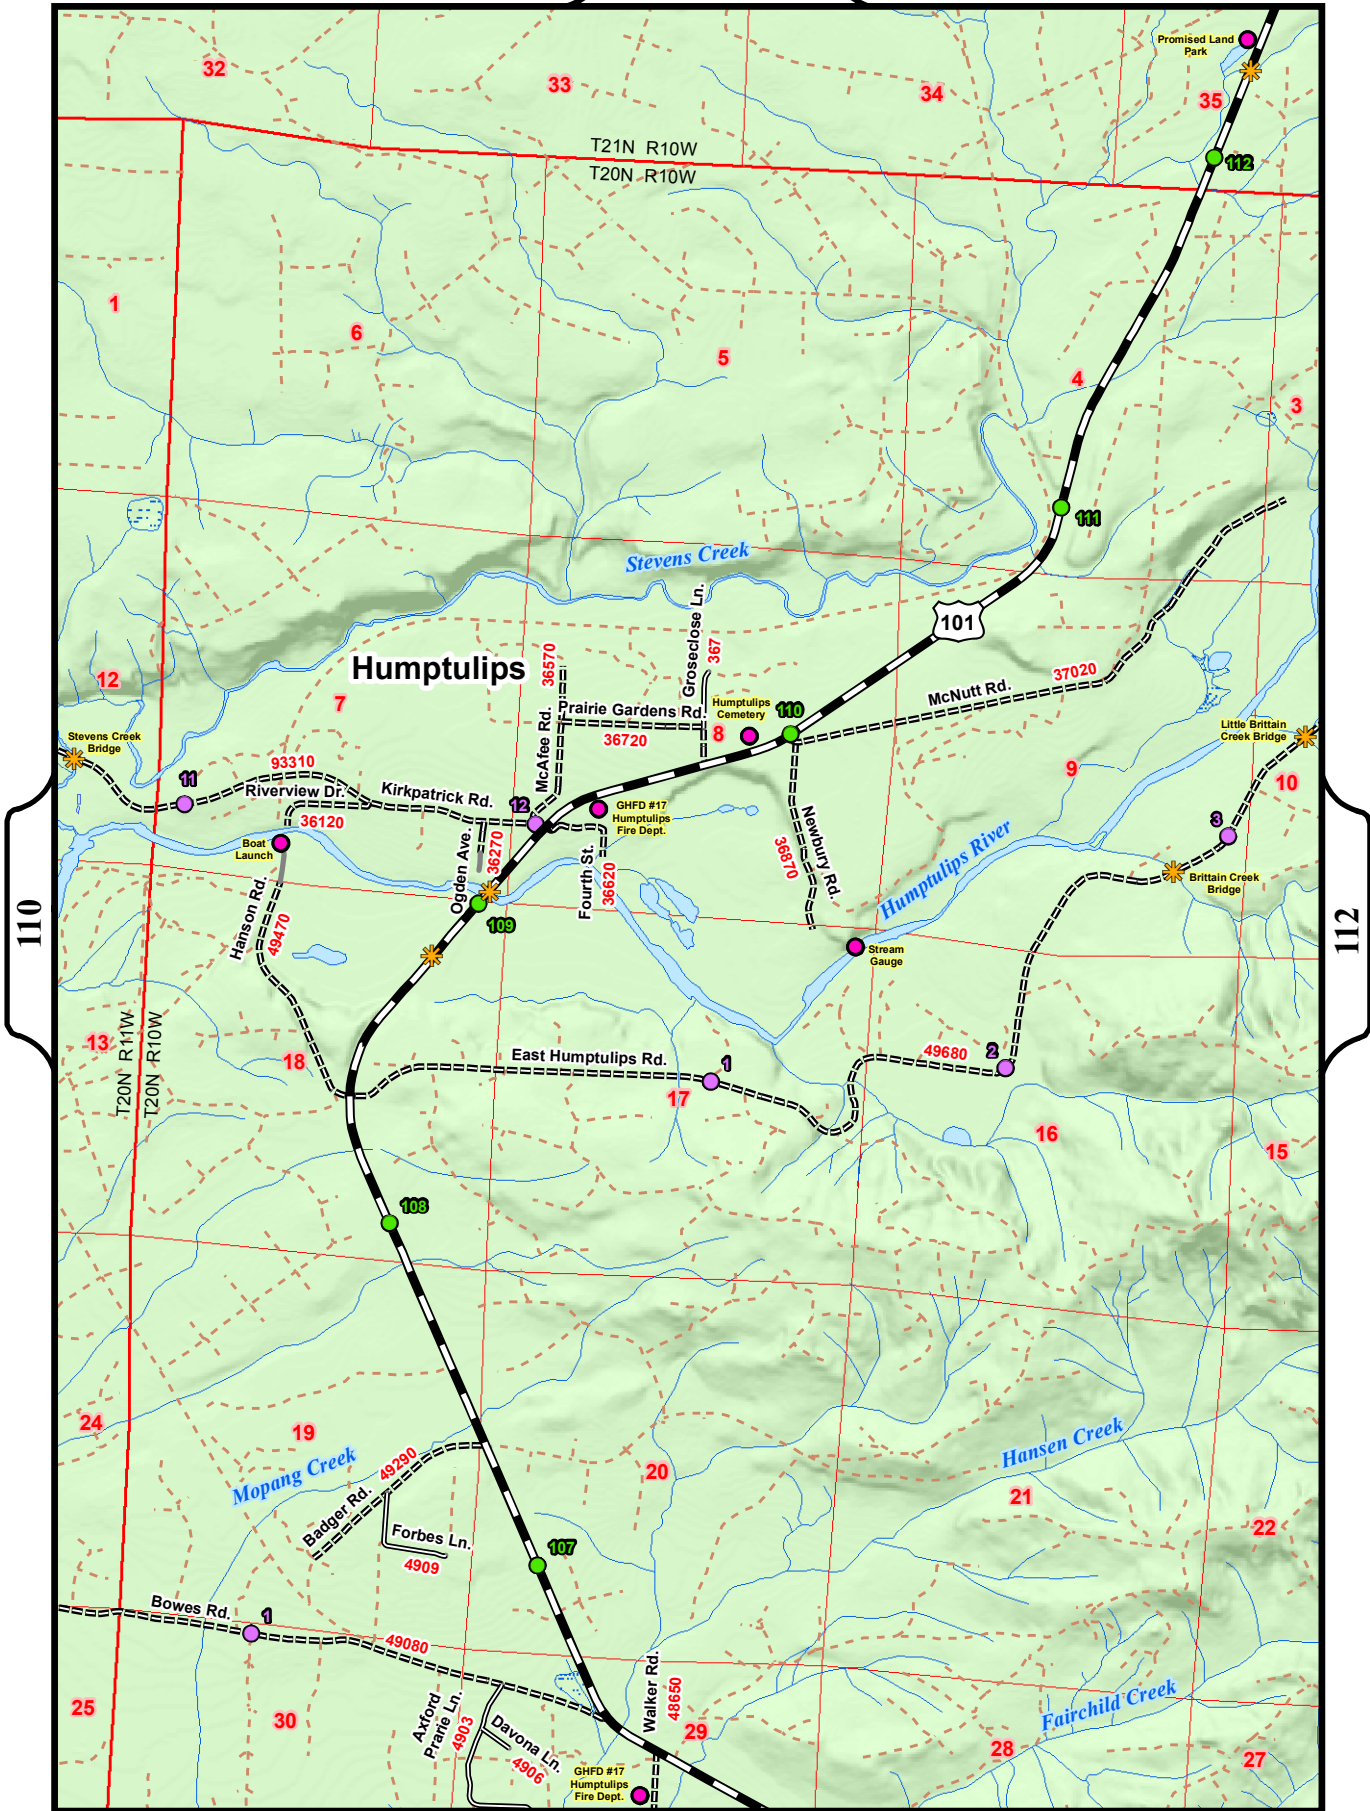 Promised Land
Park
32
33
34
35
T21N R10W
T20N R10W
112
1
6
5
4
3
111
Stevens Creek
101
Groseclose Ln.
367
36570
Humptulips
12
7
McNutt Rd.
37020
Prairie Gardens Rd.
36720
8
Humptulips
Cemetery
110
McAfee Rd.
Stevens Creek
Bridge
Little Brittain
Creek Bridge
93310
11
Riverview Dr.
Kirkpatrick Rd.
36120
12
GHFD #17
Humptulips
Fire Dept.
9
10
3
Boat
Launch
Ogden Ave.
36270
Fourth St.
36620
Newbury Rd.
36870
Humptulips River
Brittain Creek
Bridge
Hanson Rd.
49470
109
110
112
Stream
Gauge
13
T20N R11W
T20N R10W
18
East Humptulips Rd.
1
49680
2
17
16
15
108
24
19
Mopang Creek
49290
Badger Rd.
Forbes Ln.
4909
20
Hansen Creek
21
22
107
Bowes Rd.
1
49080
25
30
Axford
Prarie Ln.
4903
Davona Ln.
4906
Walker Rd.
48650
29
Fairchild Creek
28
27
GHFD #17
Humptulips
Fire Dept.